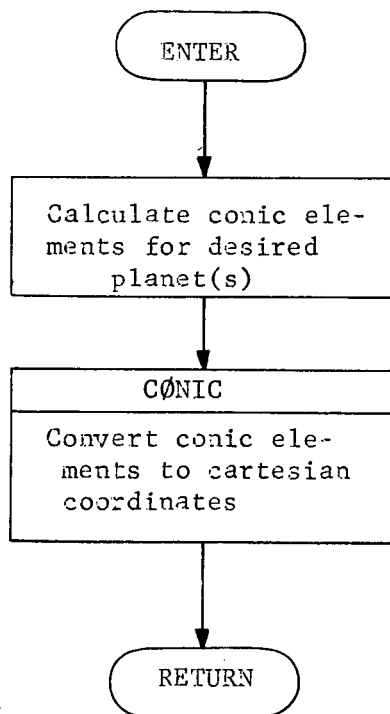 ENTER
Calculate conic ele-
ments for desired
planet(s)
CØNIC
Convert conic ele-
ments to cartesian
coordinates
RETURN